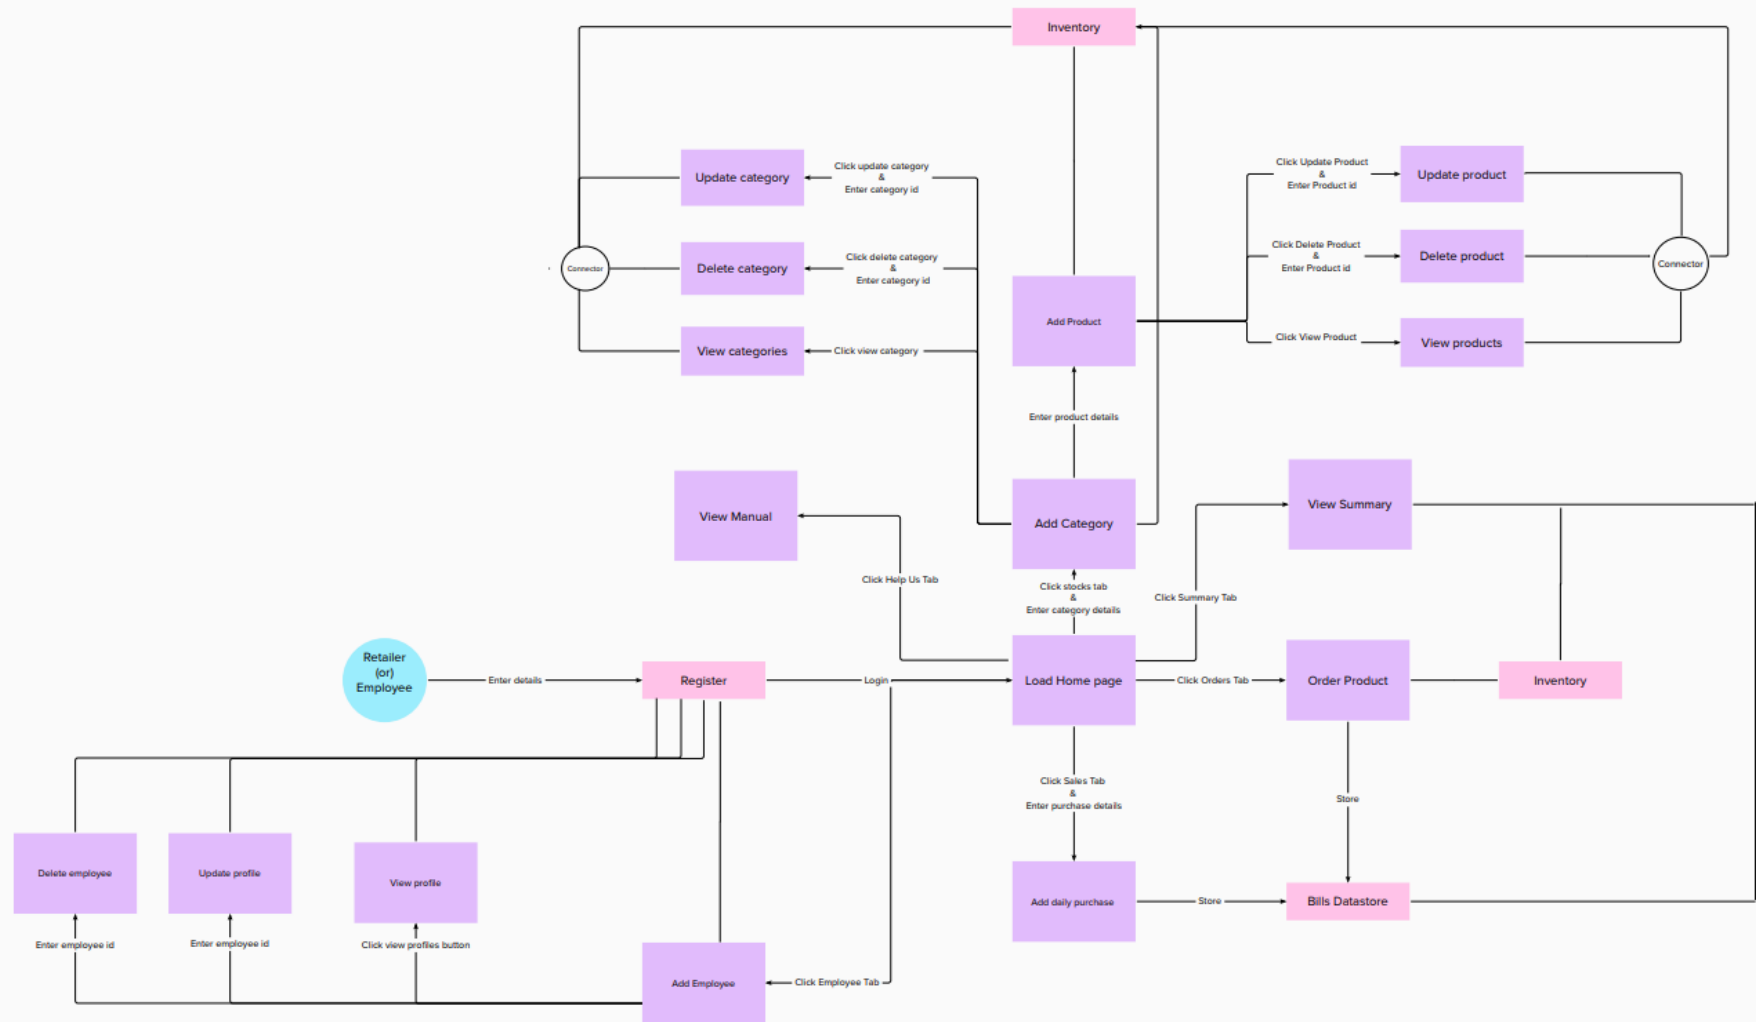 Inventory
Update category
Click update category
&
Enter category id
Click Update Product
&
Enter Product id
Update product
Connector
Delete category
Click delete category
&
Enter category id
Click Delete Product
&
Enter Product id
Delete product
Connector
Add Product
View categories
Click view category
Click View Product
View products
Enter product details
View Manual
Add Category
View Summary
Click Help Us Tab
Click stocks tab
&
Enter category details
Click Summary Tab
Retailer
(or)
Employee
Enter details
Register
Login
Load Home page
Click Orders Tab
Order Product
Inventory
Click Sales Tab
&
Enter purchase details
Store
Delete employee
Update profile
View profile
Add daily purchase
Store
Bills Datastore
Enter employee id
Enter employee id
Click view profiles button
Add Employee
Click Employee Tab